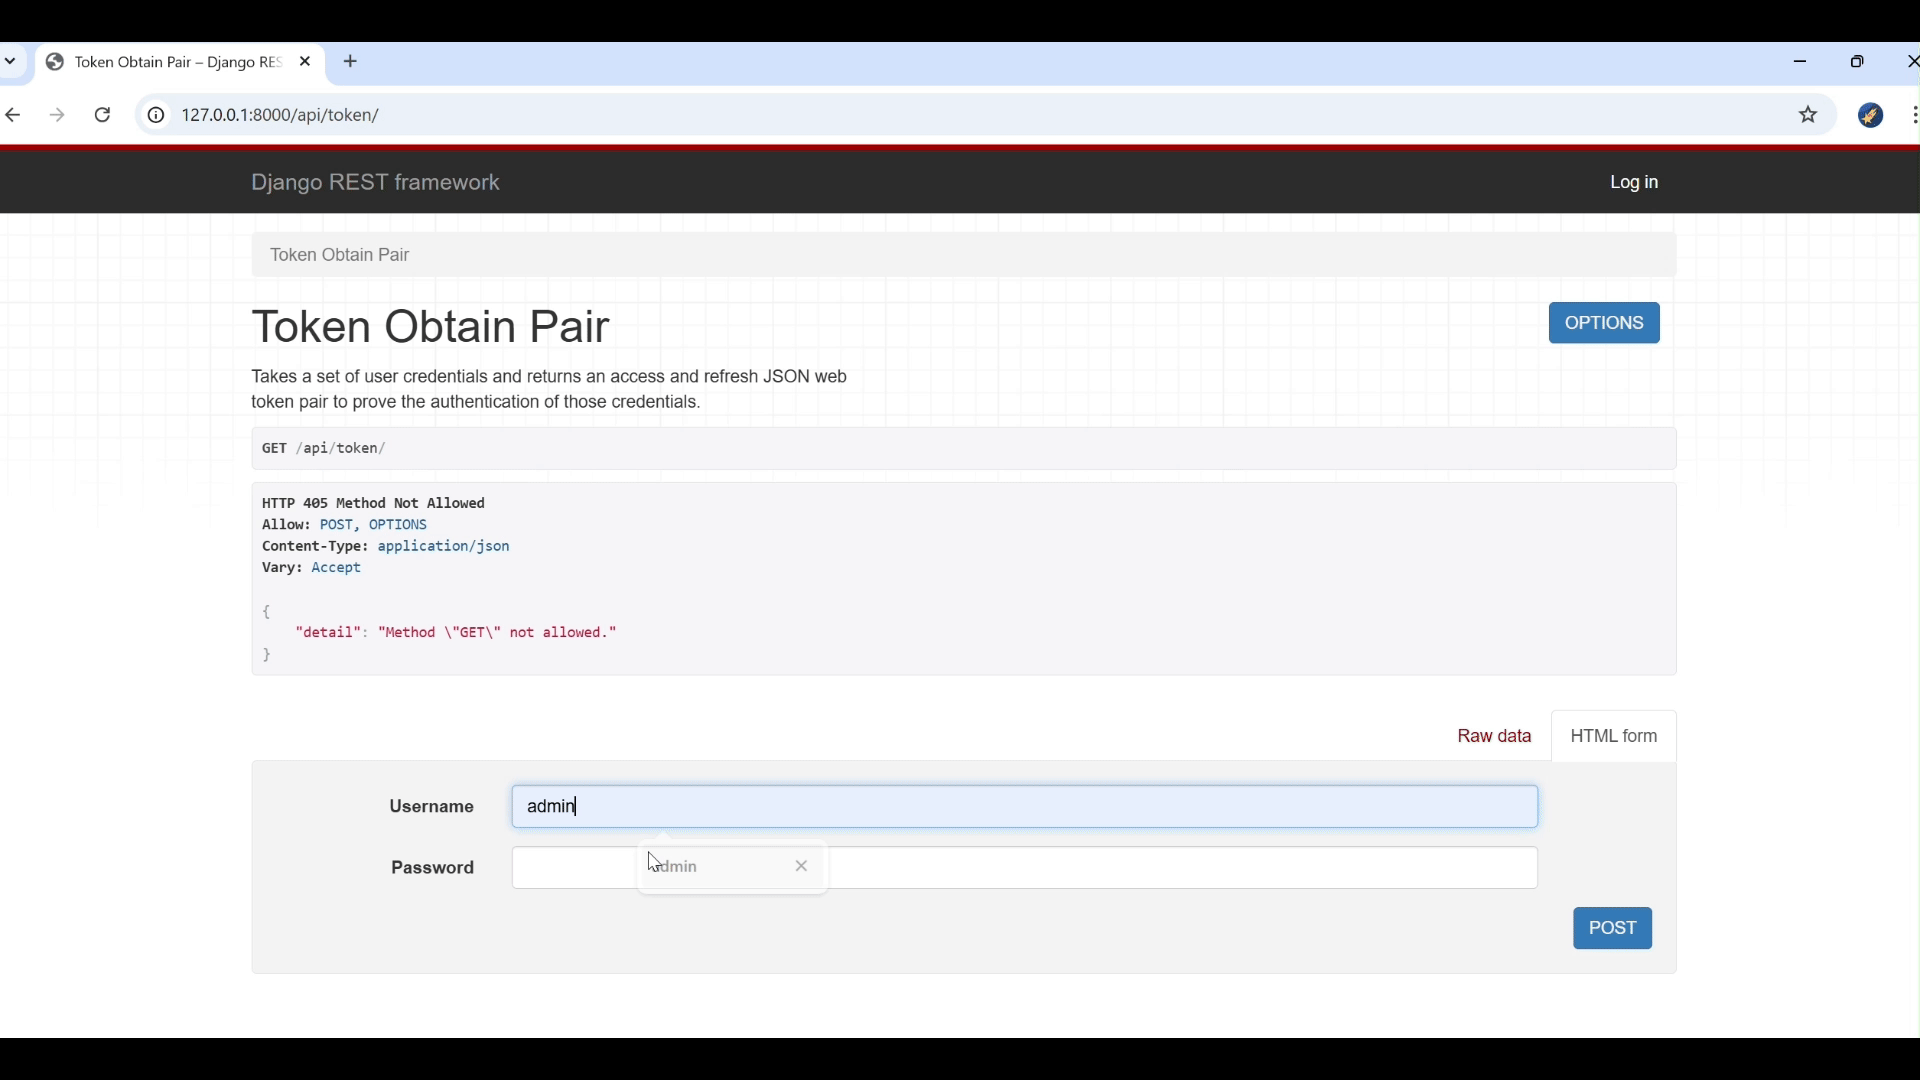 Token Obtain Pair – Django RES
127.0.0.1:8000/api/token/
Django REST framework
Log in
Token Obtain Pair
Token Obtain Pair
OPTIONS
Takes a set of user credentials and returns an access and refresh JSON web
token pair to prove the authentication of those credentials.
GET /api/token/
HTTP 405 Method Not Allowed
Allow: POST, OPTIONS
Content-Type: application/json
Vary: Accept
{
"detail": "Method \"GET\" not allowed."
}
Raw data
HTML form
Username
admin
Password
dmin
POST